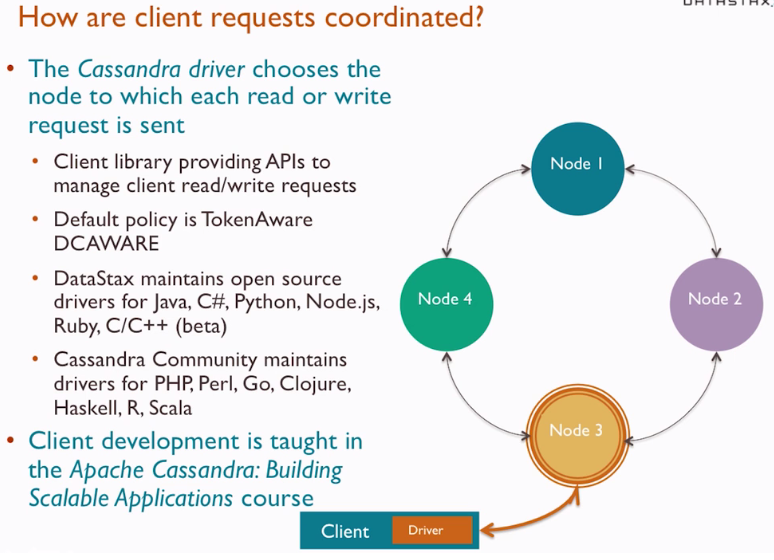 DATASTAX
How are client requests coordinated?
• The Cassandra driver chooses the
node to which each read or write
request is sent
• Client library providing APIs to
manage client read/write requests
• Default policy is TokenAware
DCAWARE
• DataStax maintains open source
drivers for Java, C#, Python, Node.js,
Ruby, C/C++ (beta)
• Cassandra Community maintains
drivers for PHP, Perl, Go, Clojure,
Haskell, R, Scala
• Client development is taught in
the Apache Cassandra: Building
Scalable Applications course
Node 1
Node 4
Node 2
Node 3
Client
Driver